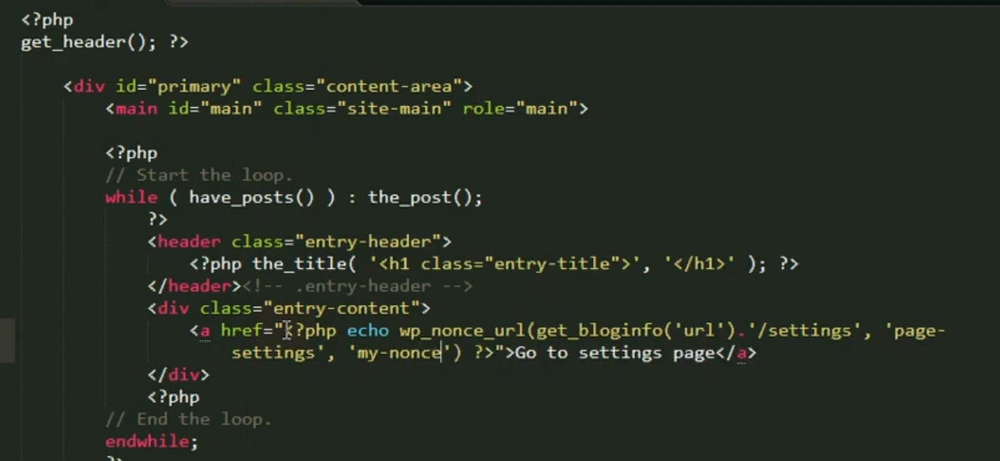 <?php
get_header(); ?>
<div id="primary" class="content-area">
<main id="main" class="site-main" role="main">
<?php
// Start the loop.
while ( have_posts() ) : the_post();
?>
<header class="entry-header">
<?php the_title( '<h1 class="entry-title">', '</h1>' ); ?>
</header><!-- .entry-header -->
<div class="entry-content">
<a href="<?php echo wp_nonce_url(get_bloginfo('url').'/settings', 'page-
settings', 'my-nonce') ?>">Go to settings page</a>
</div>
<?php
// End the loop.
endwhile;